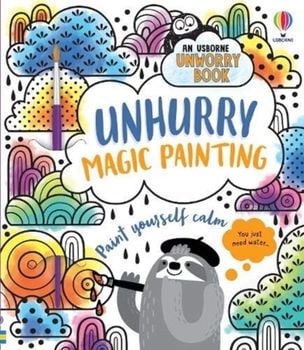 AN USBORNE
UNWORRY
BOOK
USBORNE
UNHURRY
MAGIC PAINTING
Paint yourself calm
You just
need water...